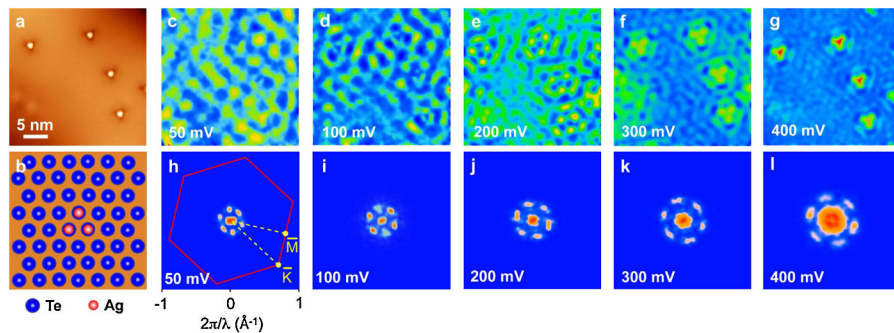 a
5 nm
c
50 mV
d
100 mV
e
200 mV
f
300 mV
g
400 mV
b
Te
Ag
h
M̅
K̅
50 mV
-1 0 1
2π/λ (Å⁻¹)
i
100 mV
j
200 mV
k
300 mV
l
400 mV